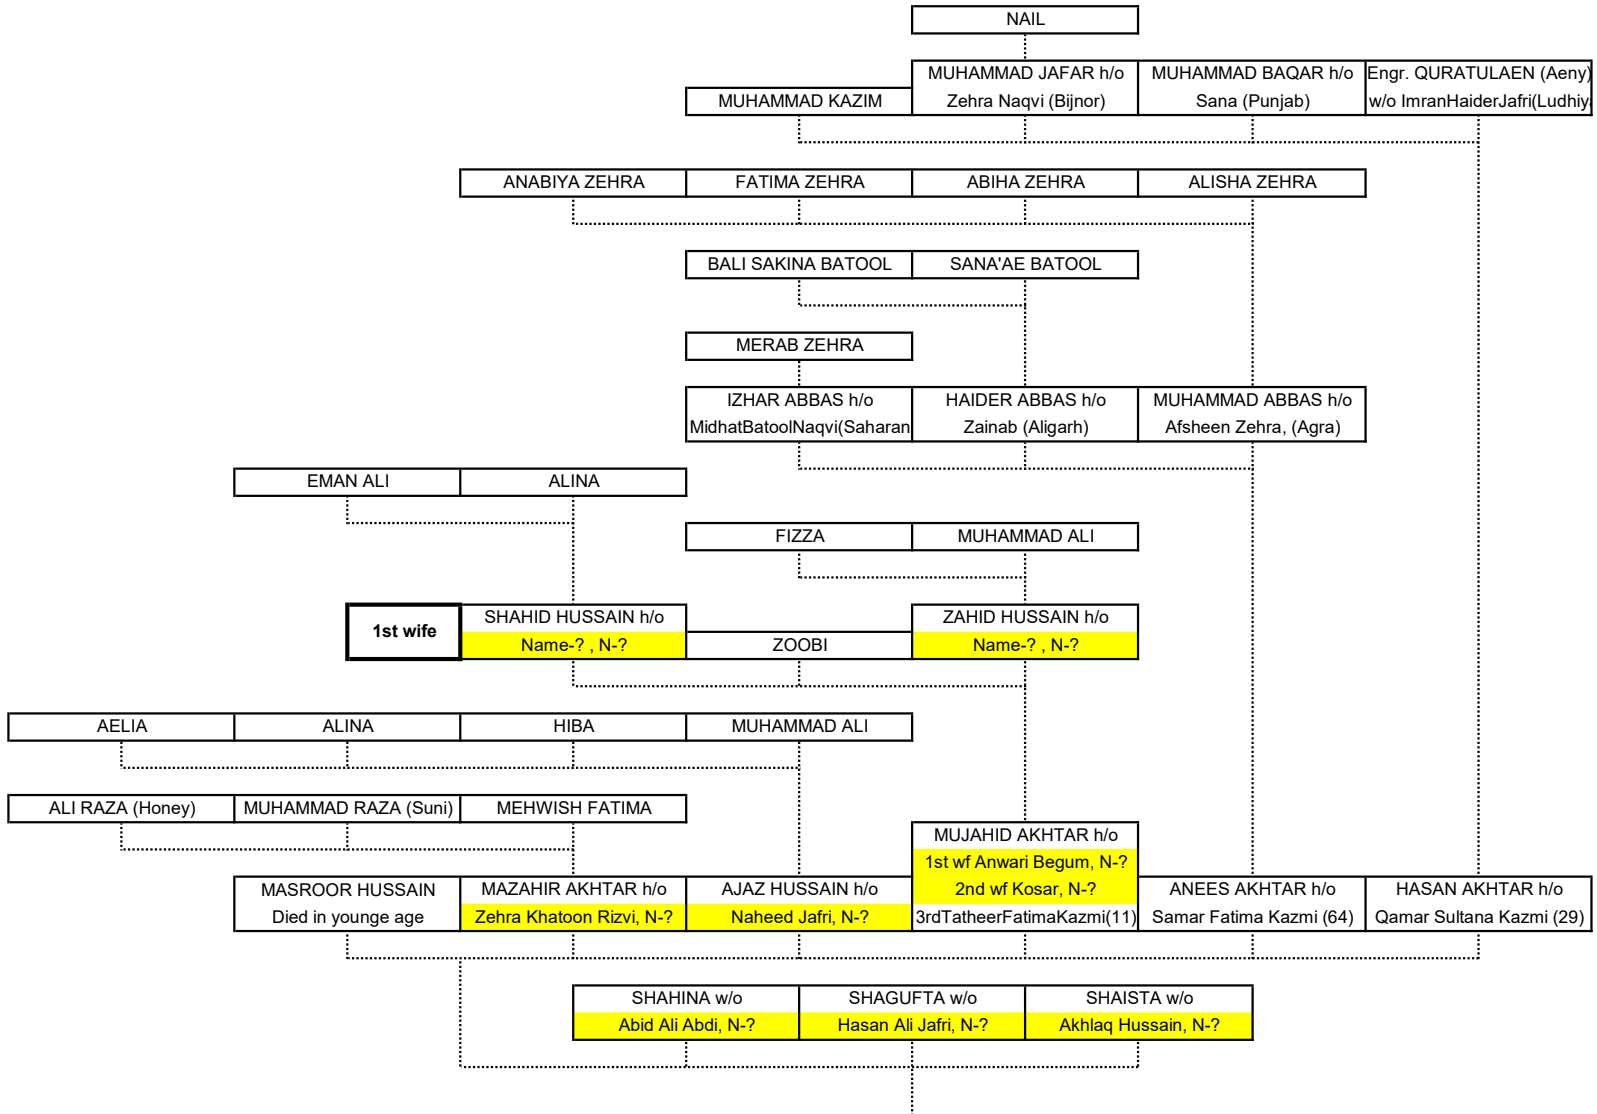 NAIL
MUHAMMAD JAFAR h/o
Zehra Naqvi (Bijnor)
MUHAMMAD BAQAR h/o
Sana (Punjab)
Engr. QURATULAEN (Aeny)
w/o ImranHaiderJafri(Ludhiy
MUHAMMAD KAZIM
ANABIYA ZEHRA
FATIMA ZEHRA
ABIHA ZEHRA
ALISHA ZEHRA
BALI SAKINA BATOOL
SANA'AE BATOOL
MERAB ZEHRA
IZHAR ABBAS h/o
MidhatBatoolNaqvi(Saharan
HAIDER ABBAS h/o
Zainab (Aligarh)
MUHAMMAD ABBAS h/o
Afsheen Zehra, (Agra)
EMAN ALI
ALINA
FIZZA
MUHAMMAD ALI
1st wife
SHAHID HUSSAIN h/o
Name-? , N-?
ZOOBI
ZAHID HUSSAIN h/o
Name-? , N-?
AELIA
ALINA
HIBA
MUHAMMAD ALI
ALI RAZA (Honey)
MUHAMMAD RAZA (Suni)
MEHWISH FATIMA
MASROOR HUSSAIN
Died in younge age
MAZAHIR AKHTAR h/o
Zehra Khatoon Rizvi, N-?
AJAZ HUSSAIN h/o
Naheed Jafri, N-?
MUJAHID AKHTAR h/o
1st wf Anwari Begum, N-?
2nd wf Kosar, N-?
3rdTatheerFatimaKazmi(11)
ANEES AKHTAR h/o
Samar Fatima Kazmi (64)
HASAN AKHTAR h/o
Qamar Sultana Kazmi (29)
SHAHINA w/o
Abid Ali Abdi, N-?
SHAGUFTA w/o
Hasan Ali Jafri, N-?
SHAISTA w/o
Akhlaq Hussain, N-?